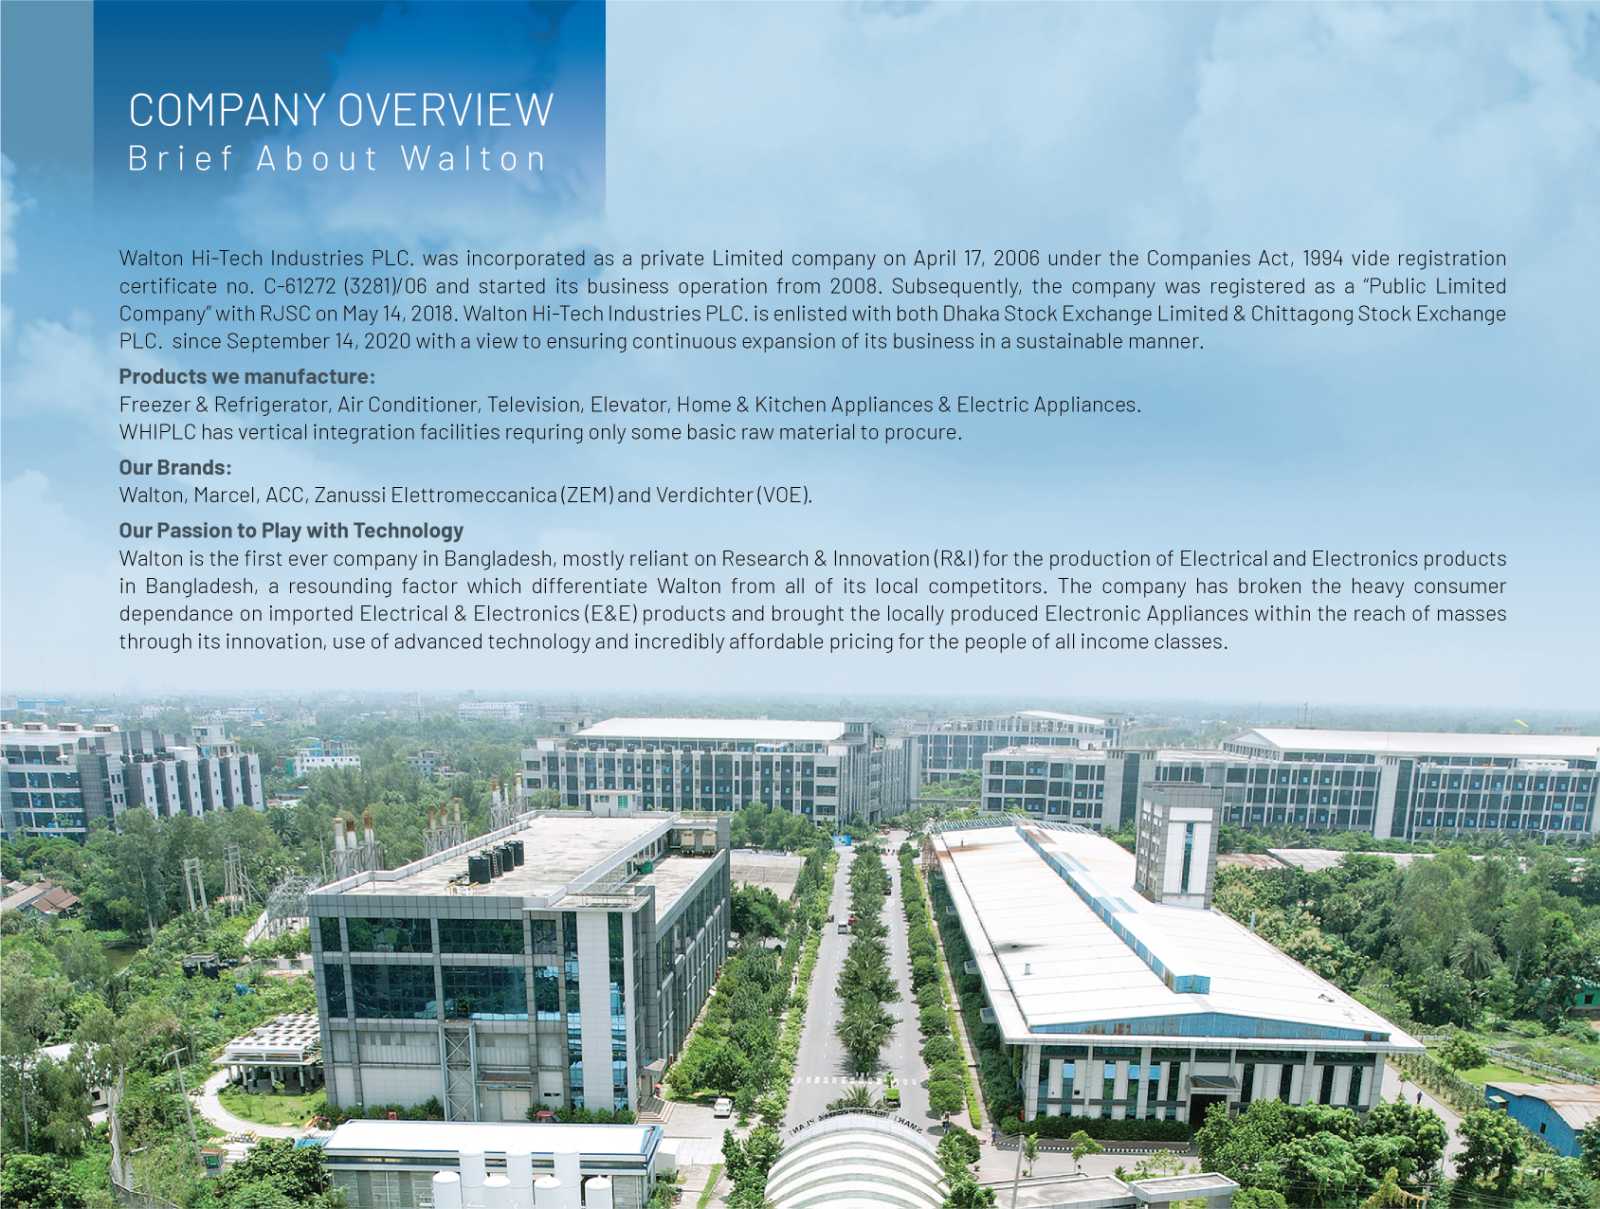 COMPANY OVERVIEW
Brief About Walton
Walton Hi-Tech Industries PLC. was incorporated as a private Limited company on April 17, 2006 under the Companies Act, 1994 vide registration
certificate no. C-61272 (3281)/06 and started its business operation from 2008. Subsequently, the company was registered as a “Public Limited
Company” with RJSC on May 14, 2018. Walton Hi-Tech Industries PLC. is enlisted with both Dhaka Stock Exchange Limited & Chittagong Stock Exchange
PLC. since September 14, 2020 with a view to ensuring continuous expansion of its business in a sustainable manner.
Products we manufacture:
Freezer & Refrigerator, Air Conditioner, Television, Elevator, Home & Kitchen Appliances & Electric Appliances.
WHIPLC has vertical integration facilities requring only some basic raw material to procure.
Our Brands:
Walton, Marcel, ACC, Zanussi Elettromeccanica (ZEM) and Verdichter (VOE).
Our Passion to Play with Technology
Walton is the first ever company in Bangladesh, mostly reliant on Research & Innovation (R&I) for the production of Electrical and Electronics products
in Bangladesh, a resounding factor which differentiate Walton from all of its local competitors. The company has broken the heavy consumer
dependance on imported Electrical & Electronics (E&E) products and brought the locally produced Electronic Appliances within the reach of masses
through its innovation, use of advanced technology and incredibly affordable pricing for the people of all income classes.